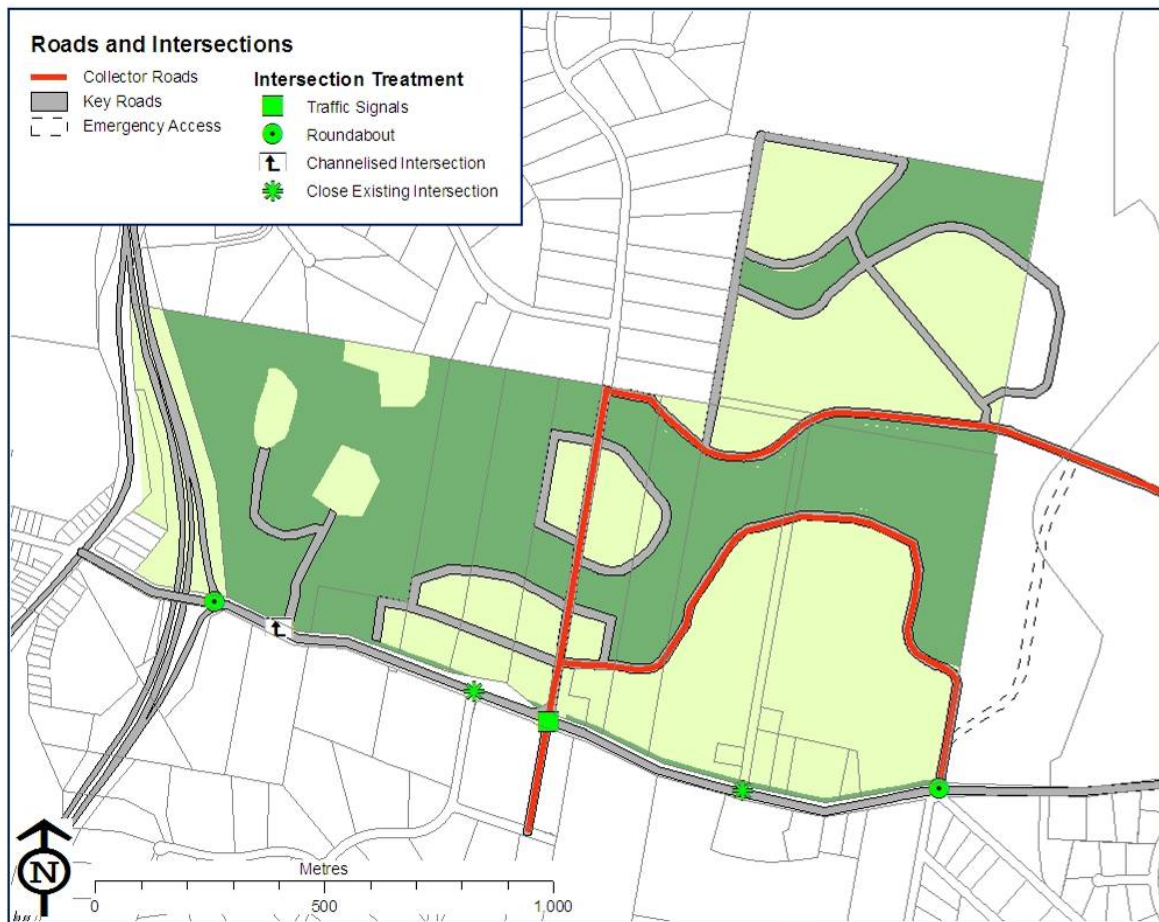 Roads and Intersections
Collector Roads
Key Roads
Emergency Access
Intersection Treatment
Traffic Signals
Roundabout
Channelised Intersection
Close Existing Intersection
N
Metres
0 500 1,000